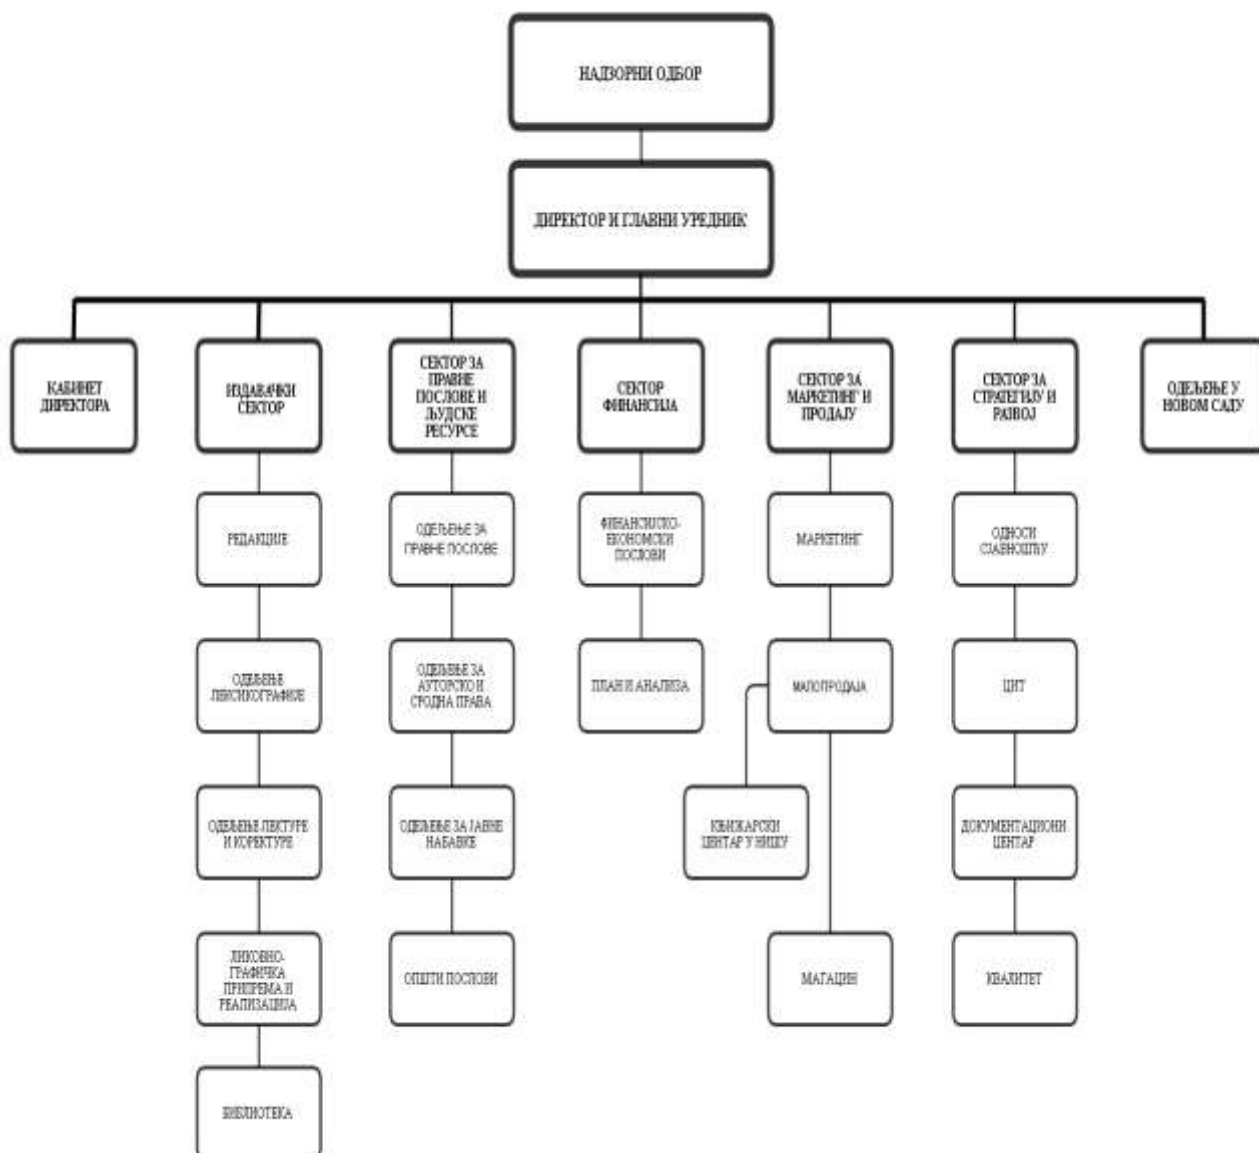 НАДЗОРНИ ОДБОР
ДИРЕКТОР И ГЛАВНИ УРЕДНИК
КАБИНЕТ
ДИРЕКТОРА
ИЗДАВАЧКИ
СЕКТОР
СЕКТОР ЗА
ПРАВНЕ
ПОСЛОВЕ И
ЉУДСКЕ
РЕСУРСЕ
СЕКТОР
ФИНАНСИЈА
СЕКТОР ЗА
МАРКЕТИНГ И
ПРОДАЈУ
СЕКТОР ЗА
СТРАТЕГИЈУ И
РАЗВОЈ
ОДЕЉЕЊЕ У
НОВОМ САДУ
РЕДАКЦИЈЕ
ОДЕЉЕЊЕ ЗА
ПРАВНЕ ПОСЛОВЕ
ФИНАНСИЈСКО-
ЕКОНОМСКИ
ПОСЛОВИ
МАРКЕТИНГ
ОДНОСИ
СЈАВНОШЋУ
ОДЕЉЕЊЕ
ЛЕКСИКОГРАФИЈЕ
ОДЕЉЕЊЕ ЗА
АУТОРСКО И
СРОДНА ПРАВА
ПЛАН И АНАЛИЗА
МАЛОПРОДАЈА
ЦИТ
ОДЕЉЕЊЕ ЛЕКТУРЕ
И КОРЕКТУРЕ
ОДЕЉЕЊЕ ЗА ЈАВНЕ
НАБАВКЕ
КЊИЖАРСКИ
ЦЕНТАР У НИШУ
ДОКУМЕНТАЦИОНИ
ЦЕНТАР
ЛИКОВНО-
ГРАФИЧКА
ПРИПРЕМА И
РЕАЛИЗАЦИЈА
ОПШТИ ПОСЛОВИ
МАГАЦИН
КВАЛИТЕТ
БИБЛИОТЕКА